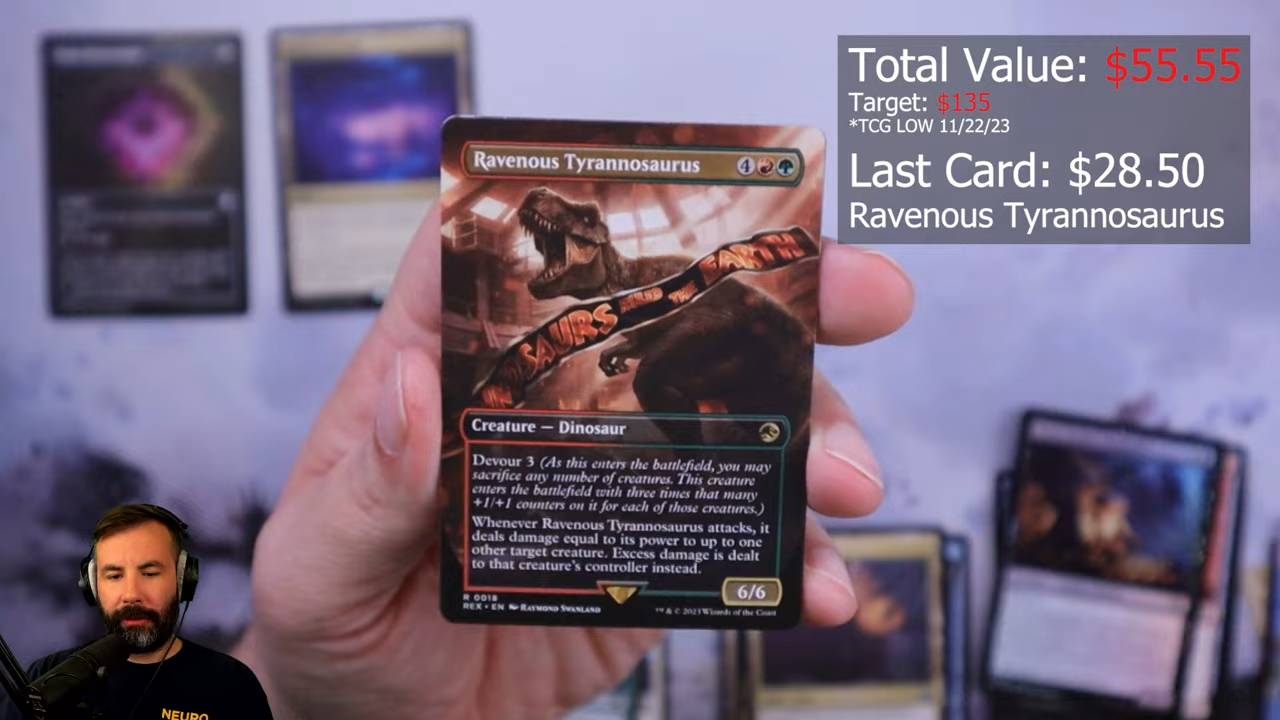 Total Value: $55.55
Target: $135
*TCG LOW 11/22/23
Last Card: $28.50
Ravenous Tyrannosaurus
Ravenous Tyrannosaurus 4
SAURS THE EARTH
Creature — Dinosaur
Devour 3 (As this enters the battlefield, you may
sacrifice any number of creatures. This creature
enters the battlefield with three times that many
+1/+1 counters on it for each of those creatures.)
Whenever Ravenous Tyrannosaurus attacks, it
deals damage equal to its power to up to one
other target creature. Excess damage is dealt
to that creature's controller instead.
6/6
R 0018
REX • EN Raymond Swanland
™ & © 2023 Wizards of the Coast
NEURO